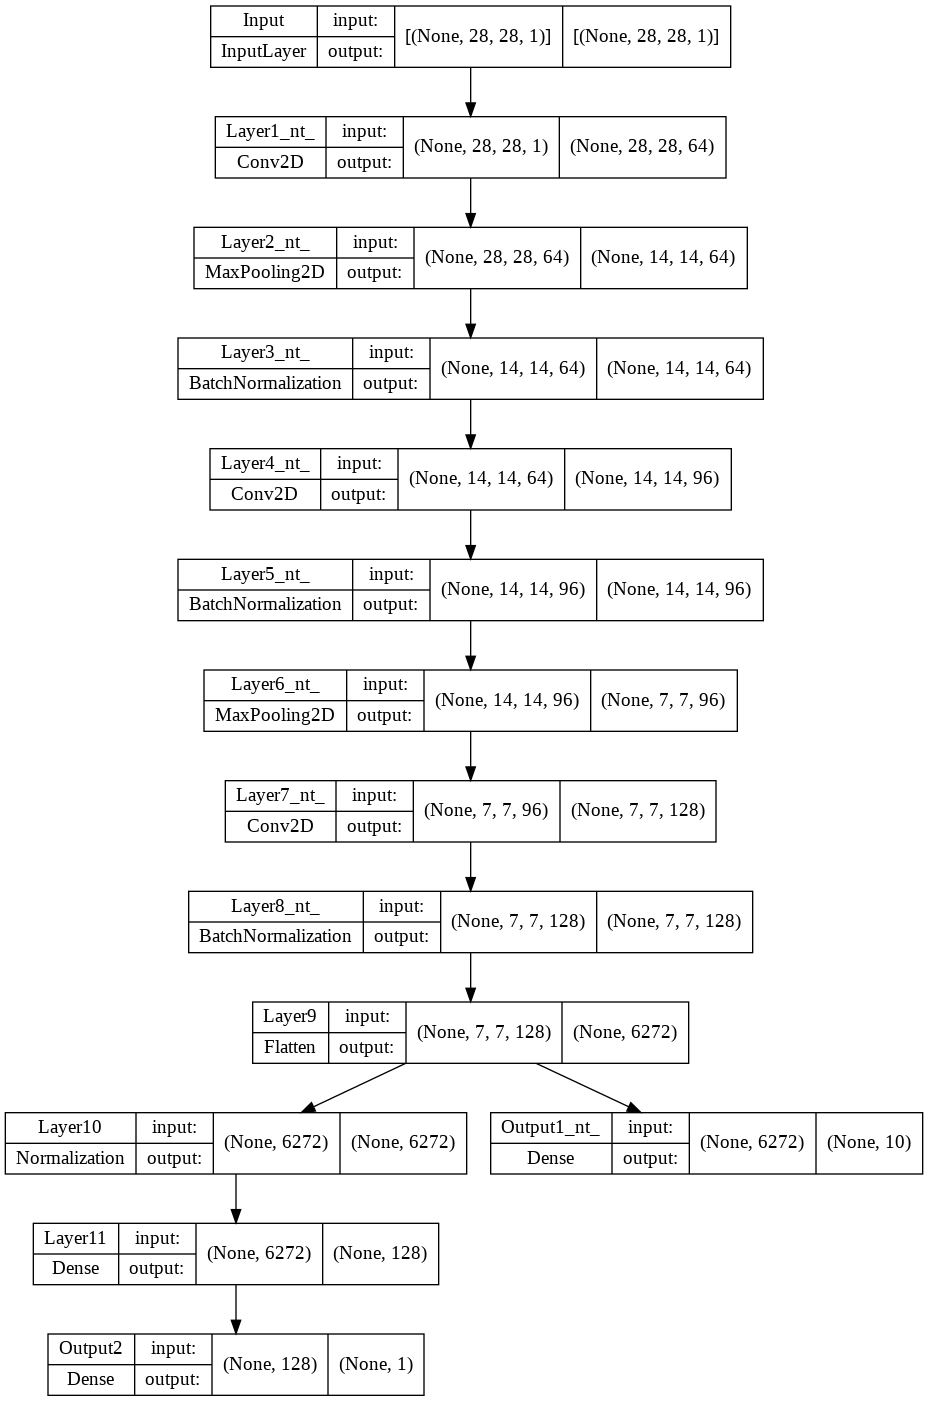 Input input: [(None, 28, 28, 1)] [(None, 28, 28, 1)]
InputLayer output:
Layer1_nt_ input: (None, 28, 28, 1) (None, 28, 28, 64)
Conv2D output:
Layer2_nt_ input: (None, 28, 28, 64) (None, 14, 14, 64)
MaxPooling2D output:
Layer3_nt_ input: (None, 14, 14, 64) (None, 14, 14, 64)
BatchNormalization output:
Layer4_nt_ input: (None, 14, 14, 64) (None, 14, 14, 96)
Conv2D output:
Layer5_nt_ input: (None, 14, 14, 96) (None, 14, 14, 96)
BatchNormalization output:
Layer6_nt_ input: (None, 14, 14, 96) (None, 7, 7, 96)
MaxPooling2D output:
Layer7_nt_ input: (None, 7, 7, 96) (None, 7, 7, 128)
Conv2D output:
Layer8_nt_ input: (None, 7, 7, 128) (None, 7, 7, 128)
BatchNormalization output:
Layer9 input: (None, 7, 7, 128) (None, 6272)
Flatten output:
Layer10 input: (None, 6272) (None, 6272)
Normalization output:
Output1_nt_ input: (None, 6272) (None, 10)
Dense output:
Layer11 input: (None, 6272) (None, 128)
Dense output:
Output2 input: (None, 128) (None, 1)
Dense output: